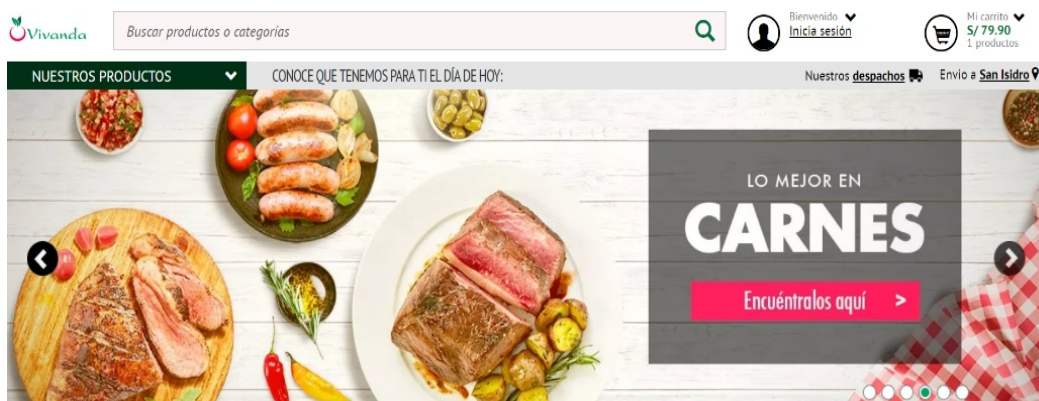 Vivanda
Buscar productos o categorías
Bienvenido
Inicia sesión
Mi carrito
S/ 79.90
1 productos
NUESTROS PRODUCTOS
CONOCE QUE TENEMOS PARA TI EL DÍA DE HOY:
Nuestros despachos
Envio a San Isidro
LO MEJOR EN
CARNES
Encuéntralos aquí >